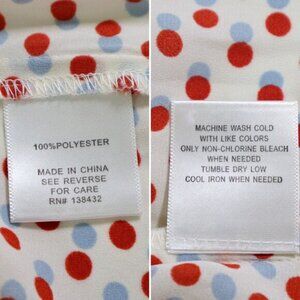 100%POLYESTER
MADE IN CHINA
SEE REVERSE
FOR CARE
RN# 138432
MACHINE WASH COLD
WITH LIKE COLORS
ONLY NON-CHLORINE BLEACH
WHEN NEEDED
TUMBLE DRY LOW
COOL IRON WHEN NEEDED